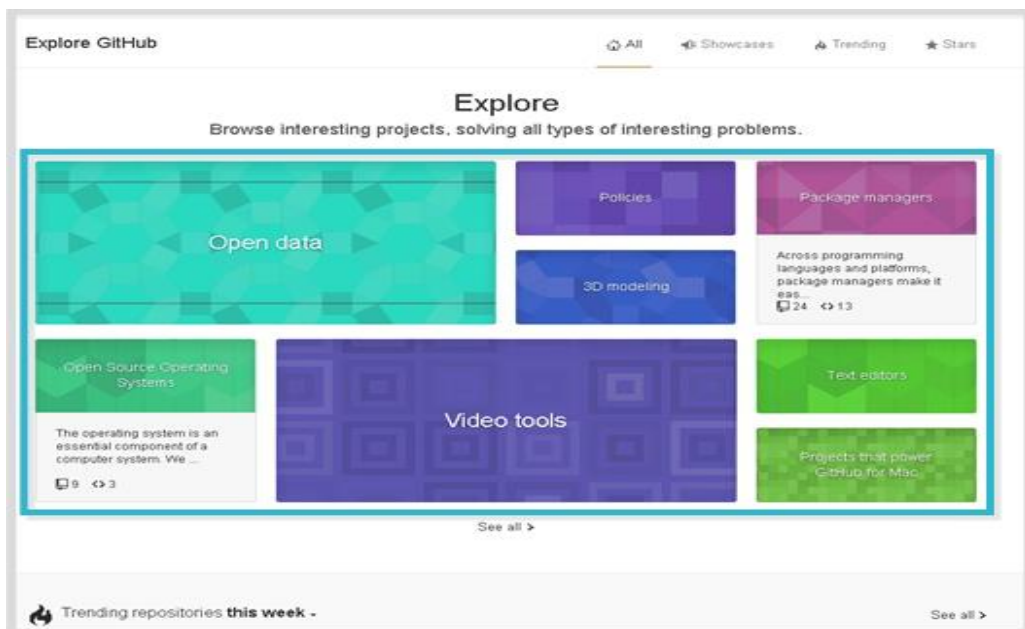 Explore GitHub
All
Showcases
Trending
Stars
Explore
Browse interesting projects, solving all types of interesting problems.
Open data
Policies
3D modeling
Package managers
Across programming
languages and platforms,
package managers make it
eas...
24 13
Open Source Operating
Systems
The operating system is an
essential component of a
computer system. We ...
9 3
Video tools
Text editors
Projects that power
GitHub for Mac
See all >
Trending repositories this week -
See all >